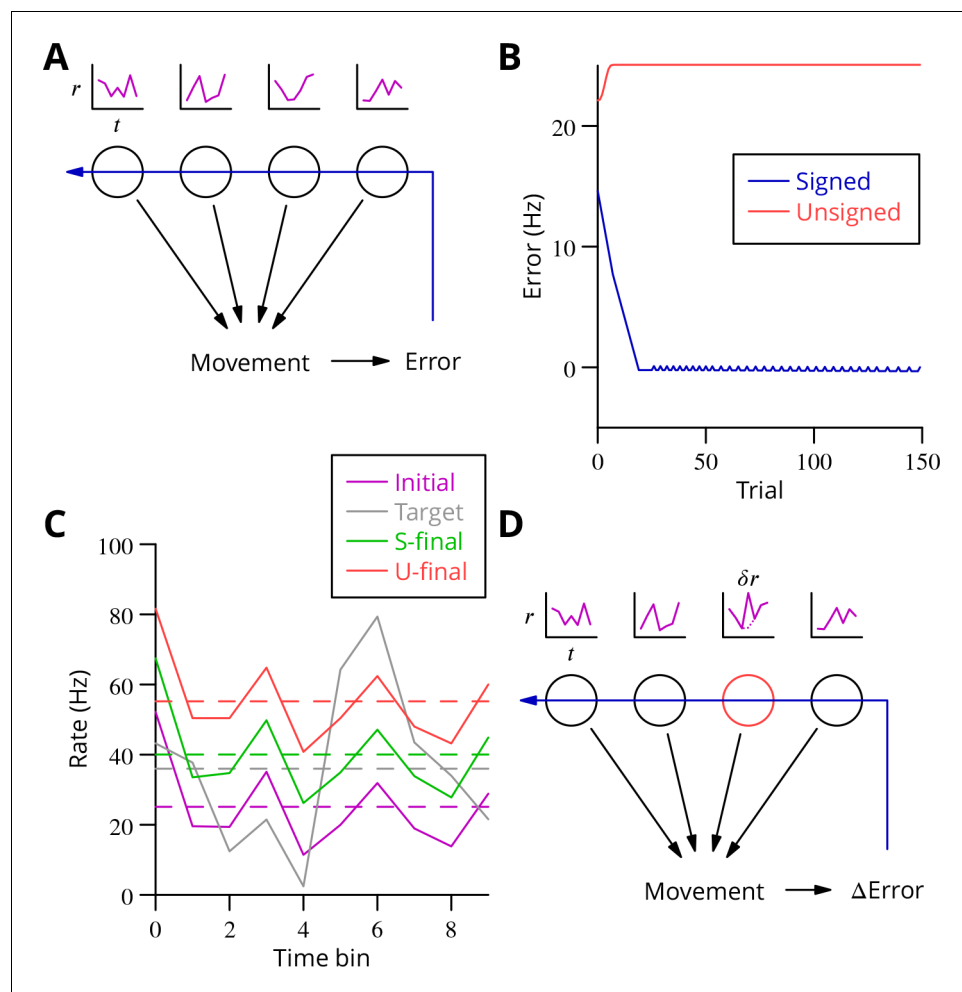 A
r
t
Movement
Error
B
Error (Hz)
20
10
0
Signed
Unsigned
0
50
100
150
Trial
C
Initial
Target
S-final
U-final
Rate (Hz)
100
80
60
40
20
0
0
2
4
6
8
Time bin
D
δr
r
t
Movement
ΔError